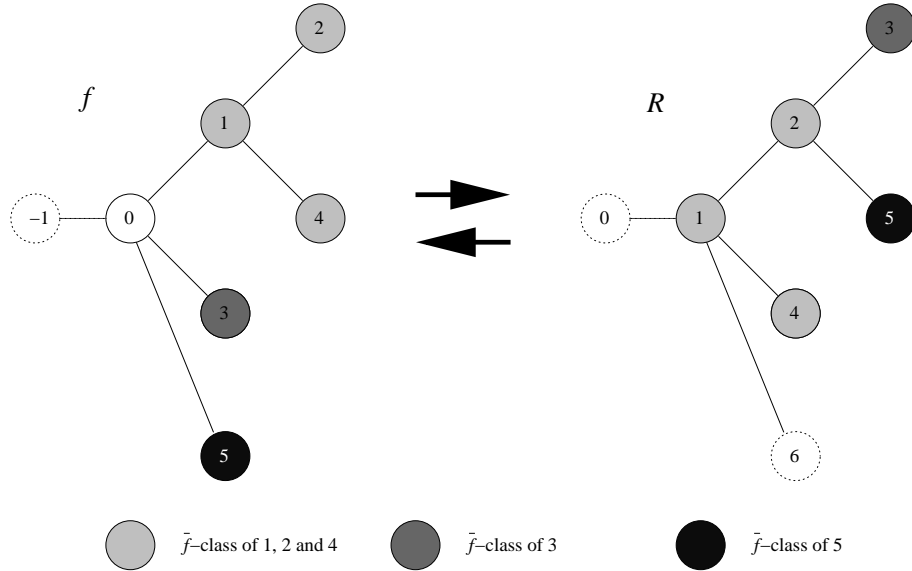 2 3
f R
1 2
–1 0 4 0 1 5
3 4
5 6
f̄–class of 1, 2 and 4 f̄–class of 3 f̄–class of 5